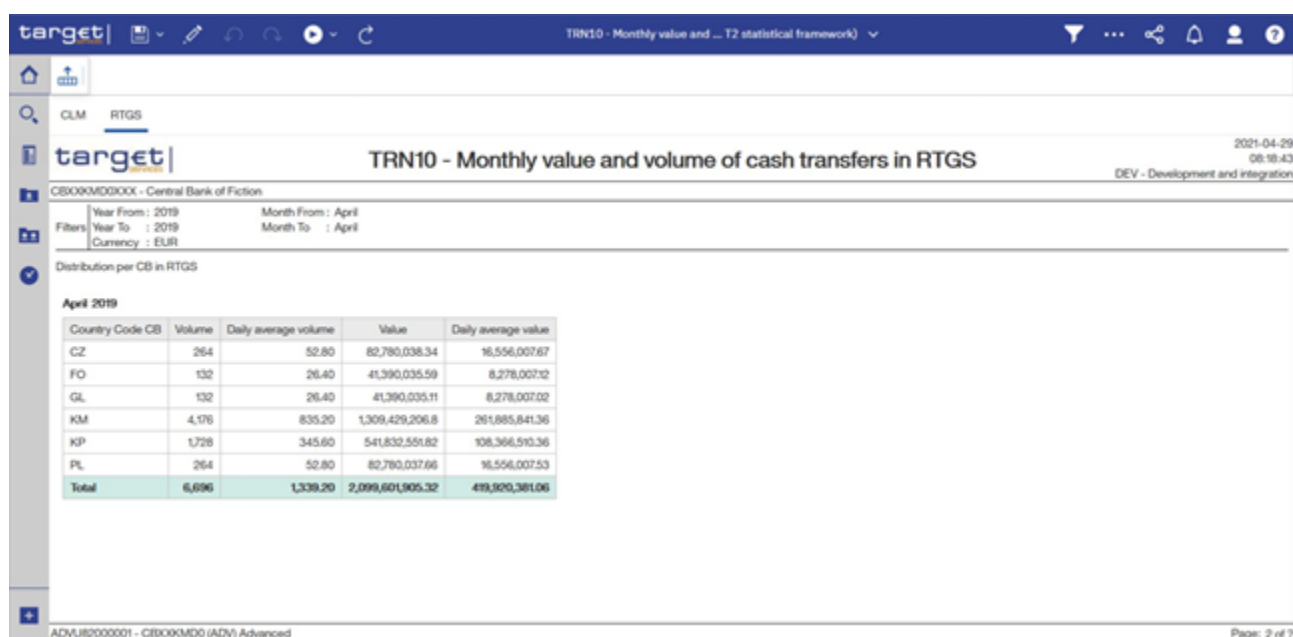 target|
TRN10 - Monthly value and ... T2 statistical framework)
CLM RTGS
target|
SERVICES
TRN10 - Monthly value and volume of cash transfers in RTGS
2021-04-29
08:18:43
DEV - Development and integration
CBXXKMD0XXX - Central Bank of Fiction
Filters
Year From : 2019 Month From : April
Year To : 2019 Month To : April
Currency : EUR
Distribution per CB in RTGS
April 2019
Country Code CB Volume Daily average volume Value Daily average value
CZ 264 52.80 82,780,038.34 16,556,007.67
FO 132 26.40 41,390,035.59 8,278,007.12
GL 132 26.40 41,390,035.11 8,278,007.02
KM 4,176 835.20 1,309,429,206.8 261,885,841.36
KP 1,728 345.60 541,832,551.82 108,366,510.36
PL 264 52.80 82,780,037.66 16,556,007.53
Total 6,696 1,339.20 2,099,601,905.32 419,920,381.06
ADVU82000001 - CBXXKMD0 (ADV) Advanced
Page: 2 of ?